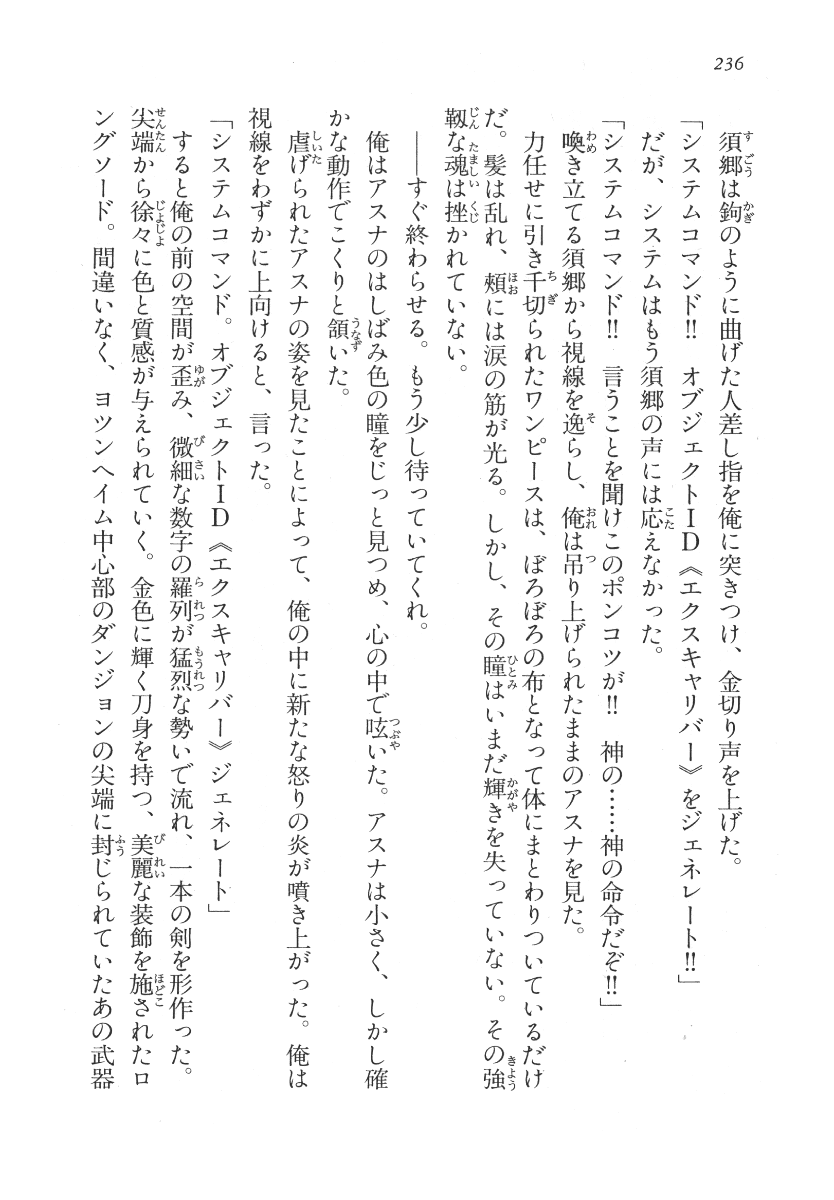 236
須郷は鉤のように曲げた人差し指を俺に突きつけ、金切り声を上げた。
「システムコマンド!! オブジェクトID《エクスキャリバー》をジェネレート!!」
だが、システムはもう須郷の声には応えなかった。
「システムコマンド!! 言うことを聞けこのポンコツが!! 神の……神の命令だぞ!!」
喚き立てる須郷から視線を逸らし、俺は吊り上げられたままのアスナを見た。
力任せに引き千切られたワンピースは、ぼろぼろの布となって体にまとわりついているだけ
だ。髪は乱れ、頬には涙の筋が光る。しかし、その瞳はいまだ輝きを失っていない。その強
靱な魂は挫かれていない。
――すぐ終わらせる。もう少し待っていてくれ。
俺はアスナのはしばみ色の瞳をじっと見つめ、心の中で呟いた。アスナは小さく、しかし確
かな動作でこくりと頷いた。
虐げられたアスナの姿を見たことによって、俺の中に新たな怒りの炎が噴き上がった。俺は
視線をわずかに上向けると、言った。
「システムコマンド。オブジェクトID《エクスキャリバー》ジェネレート」
すると俺の前の空間が歪み、微細な数字の羅列が猛烈な勢いで流れ、一本の剣を形作った。
尖端から徐々に色と質感が与えられていく。金色に輝く刀身を持つ、美麗な装飾を施されたロ
ングソード。間違いなく、ヨツンヘイム中心部のダンジョンの尖端に封じられていたあの武器